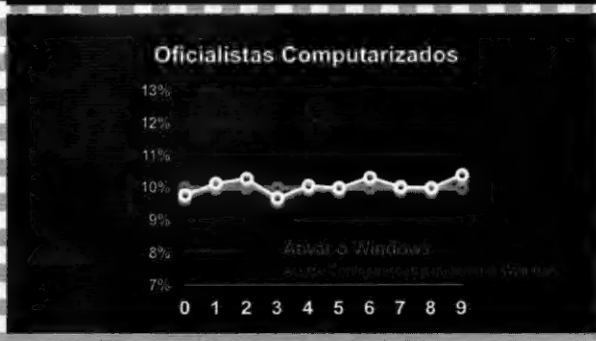 Oficialistas Computarizados
13%
12%
11%
10%
9%
8%
7%
Ativar o Windows
0 1 2 3 4 5 6 7 8 9